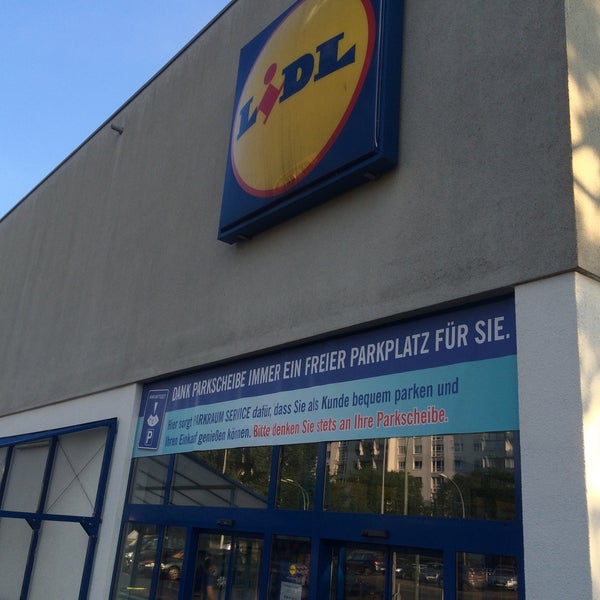 LIDL
DANK PARKSCHEIBE IMMER EIN FREIER PARKPLATZ FÜR SIE.
Hier sorgt PARKRAUM SERVICE dafür, dass Sie als Kunde bequem parken und
Ihren Einkauf genießen können. Bitte denken Sie stets an Ihre Parkscheibe.
P